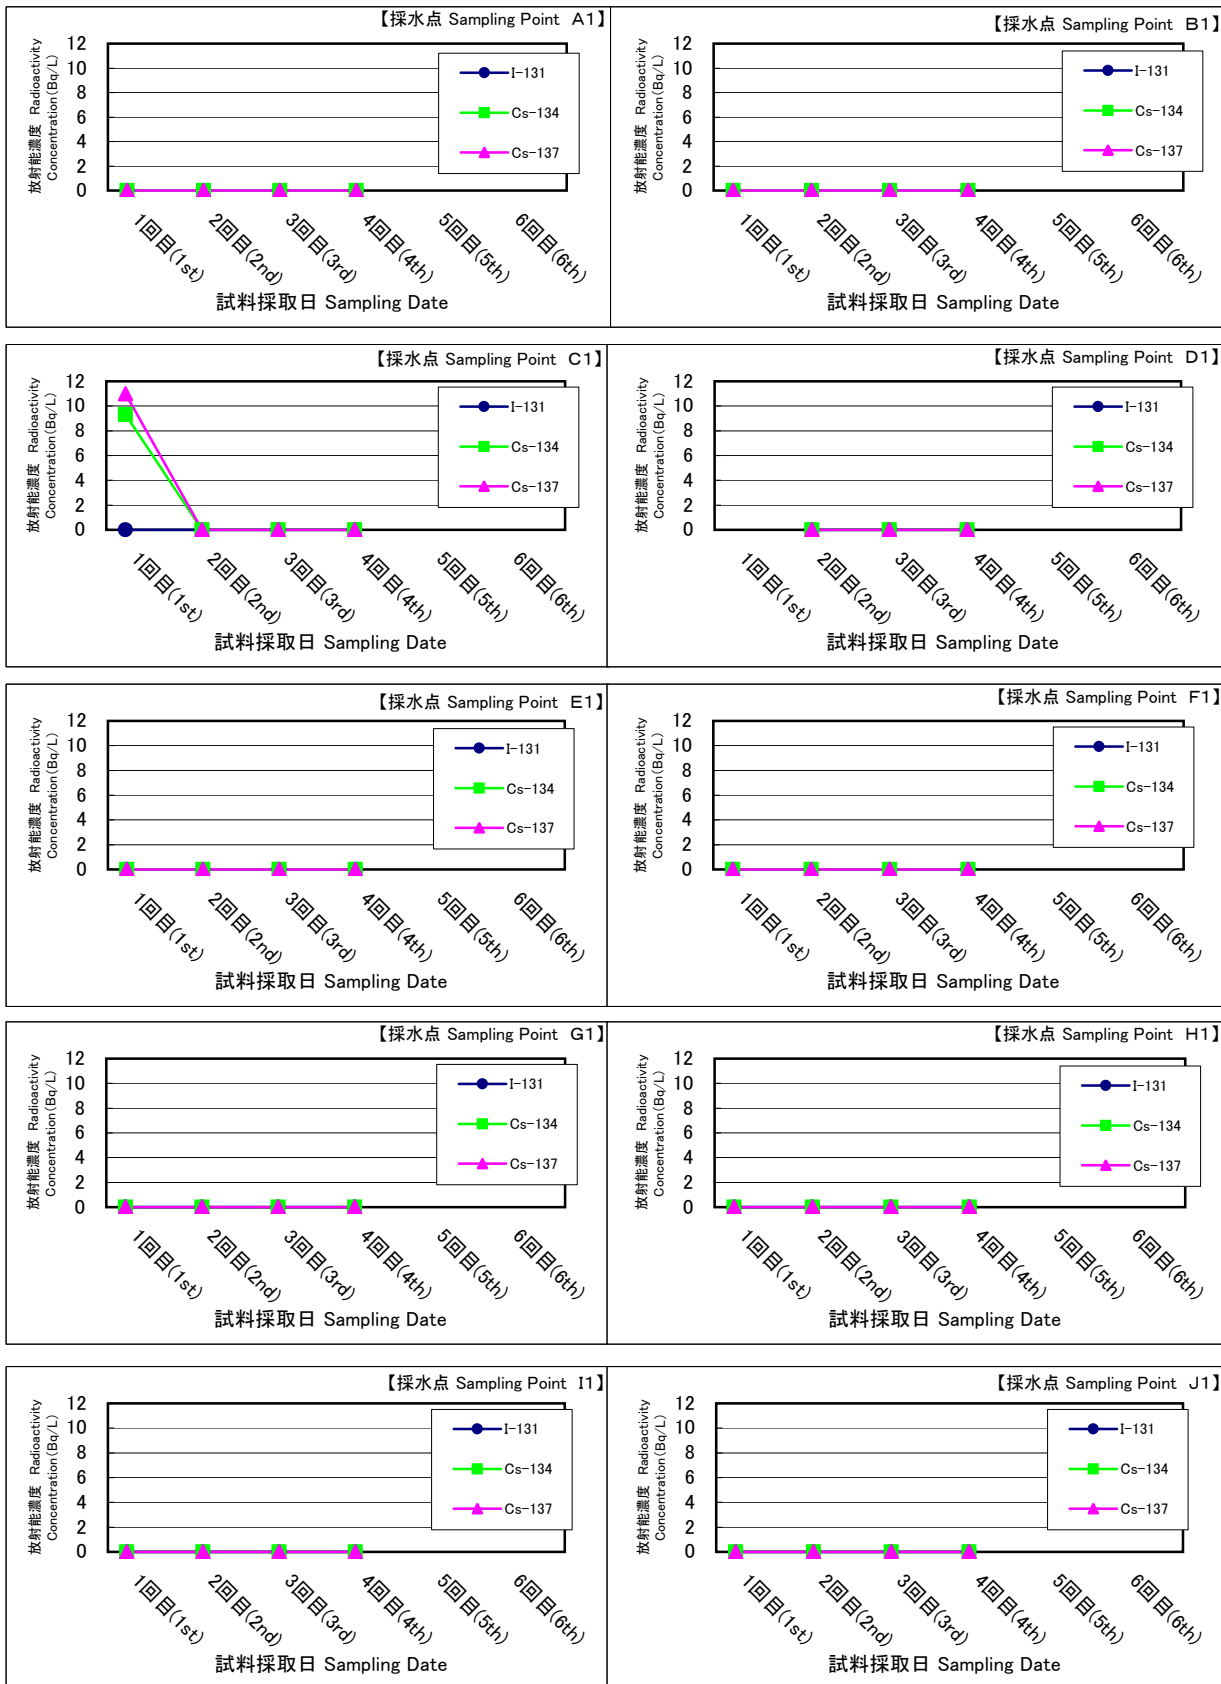 【採水点 Sampling Point A1】
放射能濃度 Radioactivity
Concentration(Bq/L)
12
10
8
6
4
2
0
I-131
Cs-134
Cs-137
1回目(1st)
2回目(2nd)
3回目(3rd)
4回目(4th)
5回目(5th)
6回目(6th)
試料採取日 Sampling Date
【採水点 Sampling Point B1】
放射能濃度 Radioactivity
Concentration(Bq/L)
12
10
8
6
4
2
0
I-131
Cs-134
Cs-137
1回目(1st)
2回目(2nd)
3回目(3rd)
4回目(4th)
5回目(5th)
6回目(6th)
試料採取日 Sampling Date
【採水点 Sampling Point C1】
放射能濃度 Radioactivity
Concentration(Bq/L)
12
10
8
6
4
2
0
I-131
Cs-134
Cs-137
1回目(1st)
2回目(2nd)
3回目(3rd)
4回目(4th)
5回目(5th)
6回目(6th)
試料採取日 Sampling Date
【採水点 Sampling Point D1】
放射能濃度 Radioactivity
Concentration(Bq/L)
12
10
8
6
4
2
0
I-131
Cs-134
Cs-137
1回目(1st)
2回目(2nd)
3回目(3rd)
4回目(4th)
5回目(5th)
6回目(6th)
試料採取日 Sampling Date
【採水点 Sampling Point E1】
放射能濃度 Radioactivity
Concentration(Bq/L)
12
10
8
6
4
2
0
I-131
Cs-134
Cs-137
1回目(1st)
2回目(2nd)
3回目(3rd)
4回目(4th)
5回目(5th)
6回目(6th)
試料採取日 Sampling Date
【採水点 Sampling Point F1】
放射能濃度 Radioactivity
Concentration(Bq/L)
12
10
8
6
4
2
0
I-131
Cs-134
Cs-137
1回目(1st)
2回目(2nd)
3回目(3rd)
4回目(4th)
5回目(5th)
6回目(6th)
試料採取日 Sampling Date
【採水点 Sampling Point G1】
放射能濃度 Radioactivity
Concentration(Bq/L)
12
10
8
6
4
2
0
I-131
Cs-134
Cs-137
1回目(1st)
2回目(2nd)
3回目(3rd)
4回目(4th)
5回目(5th)
6回目(6th)
試料採取日 Sampling Date
【採水点 Sampling Point H1】
放射能濃度 Radioactivity
Concentration(Bq/L)
12
10
8
6
4
2
0
I-131
Cs-134
Cs-137
1回目(1st)
2回目(2nd)
3回目(3rd)
4回目(4th)
5回目(5th)
6回目(6th)
試料採取日 Sampling Date
【採水点 Sampling Point I1】
放射能濃度 Radioactivity
Concentration(Bq/L)
12
10
8
6
4
2
0
I-131
Cs-134
Cs-137
1回目(1st)
2回目(2nd)
3回目(3rd)
4回目(4th)
5回目(5th)
6回目(6th)
試料採取日 Sampling Date
【採水点 Sampling Point J1】
放射能濃度 Radioactivity
Concentration(Bq/L)
12
10
8
6
4
2
0
I-131
Cs-134
Cs-137
1回目(1st)
2回目(2nd)
3回目(3rd)
4回目(4th)
5回目(5th)
6回目(6th)
試料採取日 Sampling Date